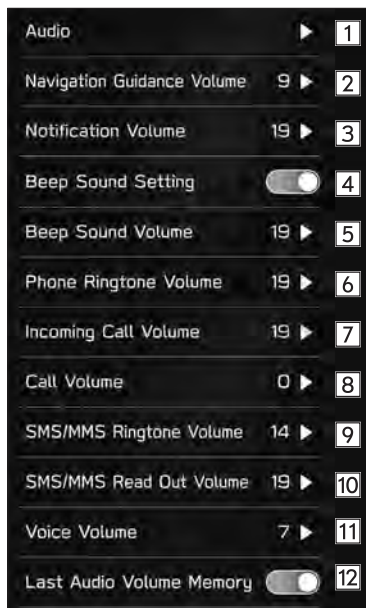 Audio 1
Navigation Guidance Volume 9 2
Notification Volume 19 3
Beep Sound Setting 4
Beep Sound Volume 19 5
Phone Ringtone Volume 19 6
Incoming Call Volume 19 7
Call Volume 0 8
SMS/MMS Ringtone Volume 14 9
SMS/MMS Read Out Volume 19 10
Voice Volume 7 11
Last Audio Volume Memory 12